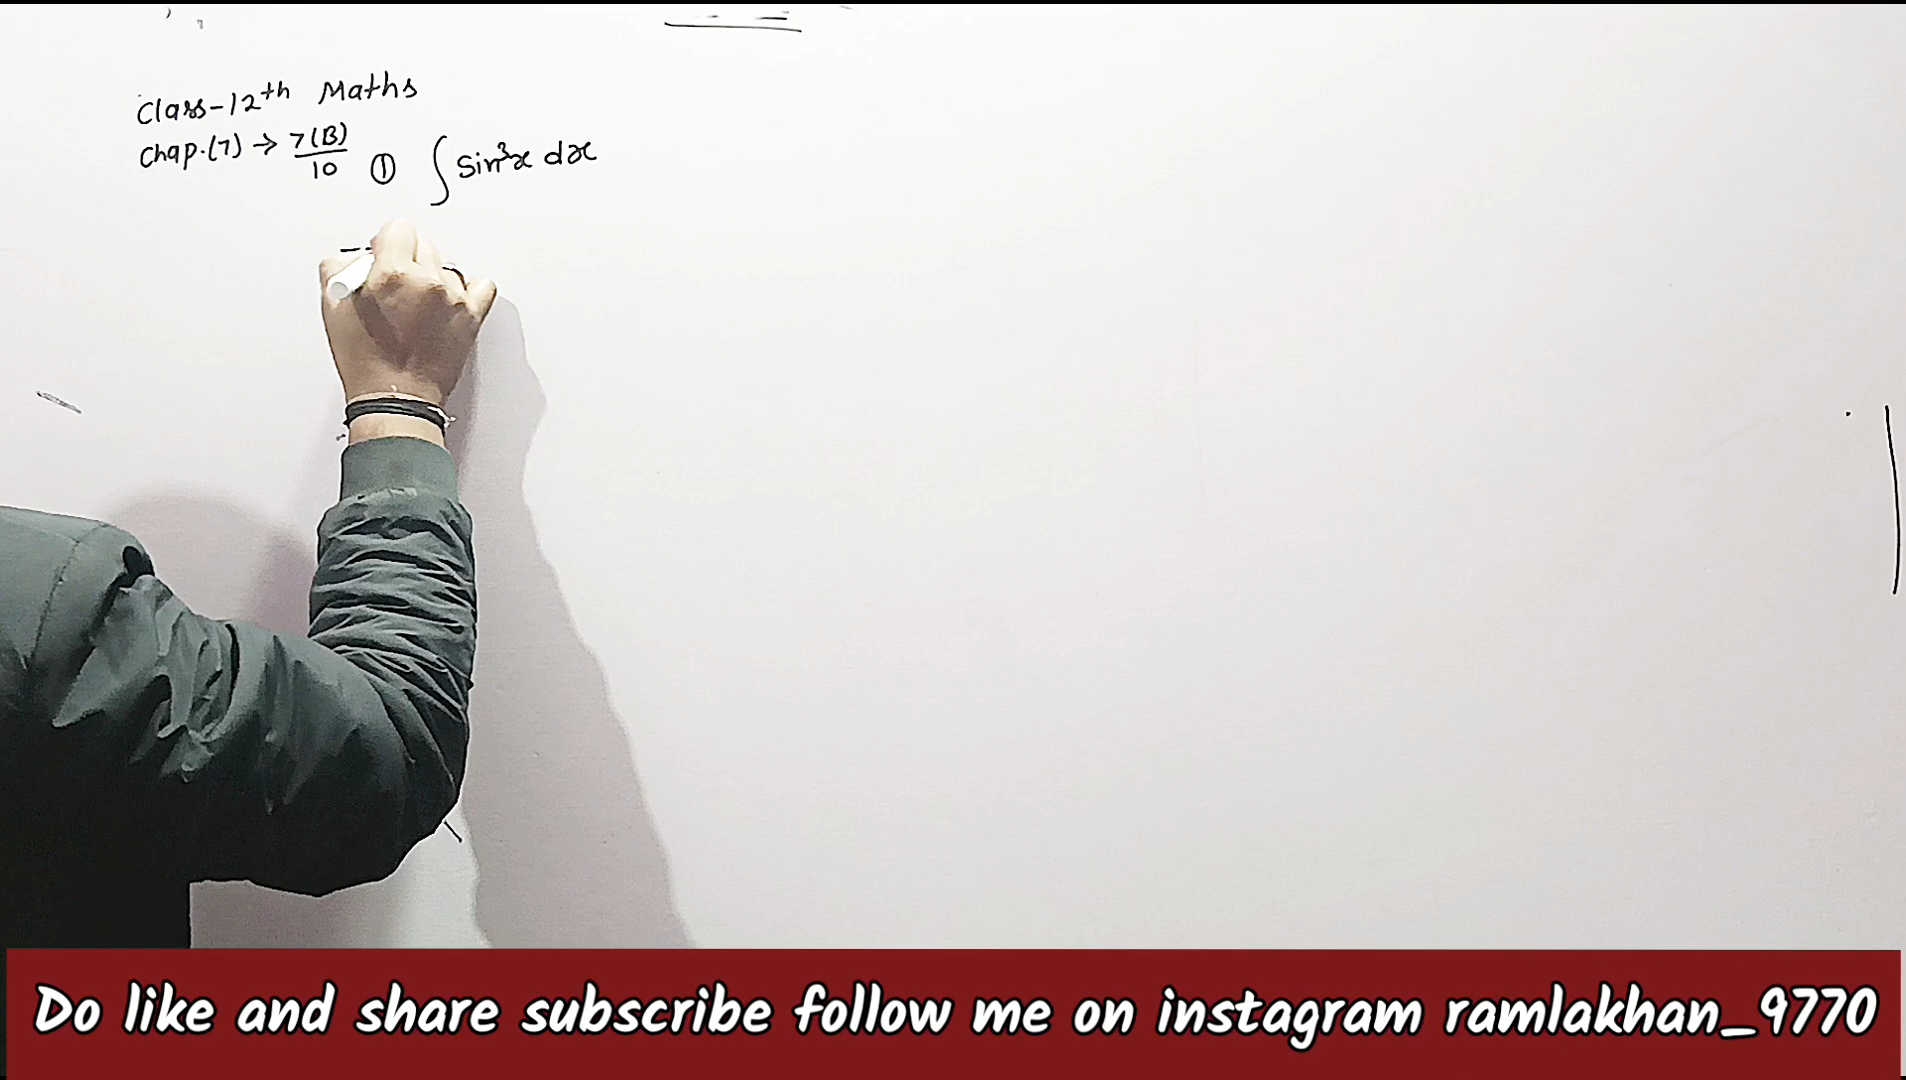 Class-12th Maths
Chap.(7) → 7(B)/10 ① ∫ Sin³x dx
Do like and share subscribe follow me on instagram ramlakhan_9770